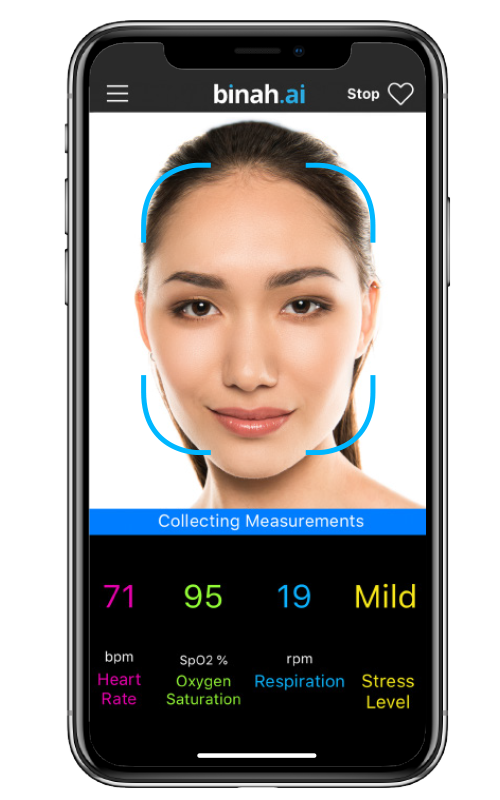 binah.ai
Stop
Collecting Measurements
71 95 19 Mild
bpm SpO2 % rpm
Heart Oxygen Respiration Stress
Rate Saturation Level